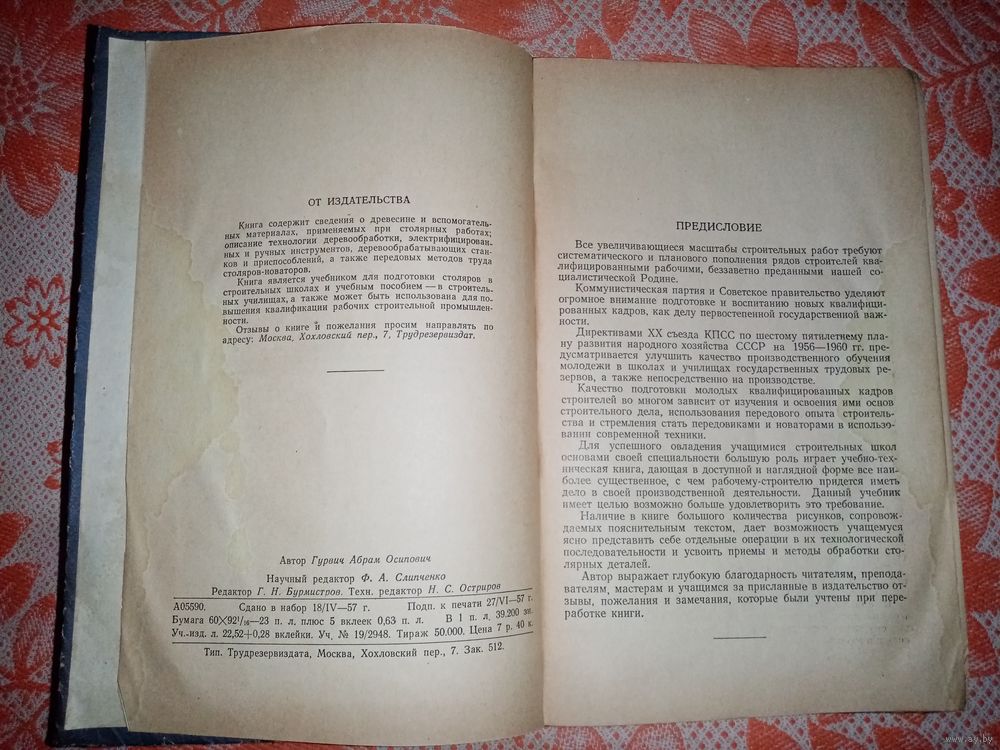 ОТ ИЗДАТЕЛЬСТВА
Книга содержит сведения о древесине и вспомогатель-
ных материалах, применяемых при столярных работах;
описание технологии деревообработки, электрифицирован-
ных и ручных инструментов, деревообрабатывающих стан-
ков и приспособлений, а также передовых методов труда
столяров-новаторов.
Книга является учебником для подготовки столяров в
строительных школах и учебным пособием — в строитель-
ных училищах, а также может быть использована для по-
вышения квалификации рабочих строительной промышлен-
ности.
Отзывы о книге и пожелания просим направлять по
адресу: Москва, Хохловский пер., 7, Трудрезервиздат.
Автор Гурвич Абрам Осипович
Научный редактор Ф. А. Слипченко
Редактор Г. Н. Бурмистров. Техн. редактор Н. С. Остриров
А05590. Сдано в набор 18/IV—57 г. Подп. к печати 27/VI—57 г.
Бумага 60×92¹/₁₆—23 п. л. плюс 5 вклеек 0,63 п. л. В 1 п. л. 39.200 зн.
Уч.-изд. л. 22,52+0,28 вклейки. Уч. № 19/2948. Тираж 50.000. Цена 7 р. 40 к.
Тип. Трудрезервиздата, Москва, Хохловский пер., 7. Зак. 512.
ПРЕДИСЛОВИЕ
Все увеличивающиеся масштабы строительных работ требуют
систематического и планового пополнения рядов строителей ква-
лифицированными рабочими, беззаветно преданными нашей со-
циалистической Родине.
Коммунистическая партия и Советское правительство уделяют
огромное внимание подготовке и воспитанию новых квалифици-
рованных кадров, как делу первостепенной государственной важ-
ности.
Директивами XX съезда КПСС по шестому пятилетнему пла-
ну развития народного хозяйства СССР на 1956—1960 гг. пре-
дусматривается улучшить качество производственного обучения
молодежи в школах и училищах государственных трудовых ре-
зервов, а также непосредственно на производстве.
Качество подготовки молодых квалифицированных кадров
строителей во многом зависит от изучения и освоения ими основ
строительного дела, использования передового опыта строитель-
ства и стремления стать передовиками и новаторами в использо-
вании современной техники.
Для успешного овладения учащимися строительных школ
основами своей специальности большую роль играет учебно-тех-
ническая книга, дающая в доступной и наглядной форме все наи-
более существенное, с чем рабочему-строителю придется иметь
дело в своей производственной деятельности. Данный учебник
имеет целью возможно больше удовлетворить это требование.
Наличие в книге большого количества рисунков, сопровож-
даемых пояснительным текстом, дает возможность учащемуся
ясно представить себе отдельные операции в их технологической
последовательности и усвоить приемы и методы обработки сто-
лярных деталей.
Автор выражает глубокую благодарность читателям, препода-
вателям, мастерам и учащимся за присланные в издательство от-
зывы, пожелания и замечания, которые были учтены при пере-
работке книги.
www.ay.by